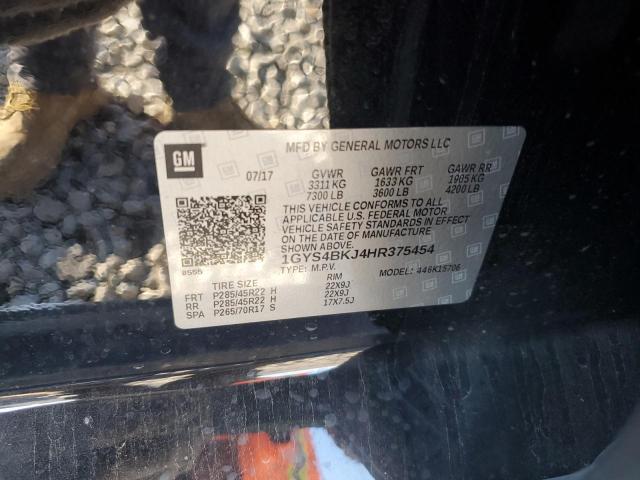 GM
MFD BY GENERAL MOTORS LLC
07/17
GVWR GAWR FRT GAWR RR
3311 KG 1633 KG 1905 KG
7300 LB 3600 LB 4200 LB
THIS VEHICLE CONFORMS TO ALL
APPLICABLE U.S. FEDERAL MOTOR
VEHICLE SAFETY STANDARDS IN EFFECT
ON THE DATE OF MANUFACTURE
SHOWN ABOVE.
1GYS4BKJ4HR375454
TYPE: M.P.V. MODEL: 446K15706
TIRE SIZE RIM
FRT P285/45R22 H 22X9J
RR P285/45R22 H 22X9J
SPA P265/70R17 S 17X7.5J